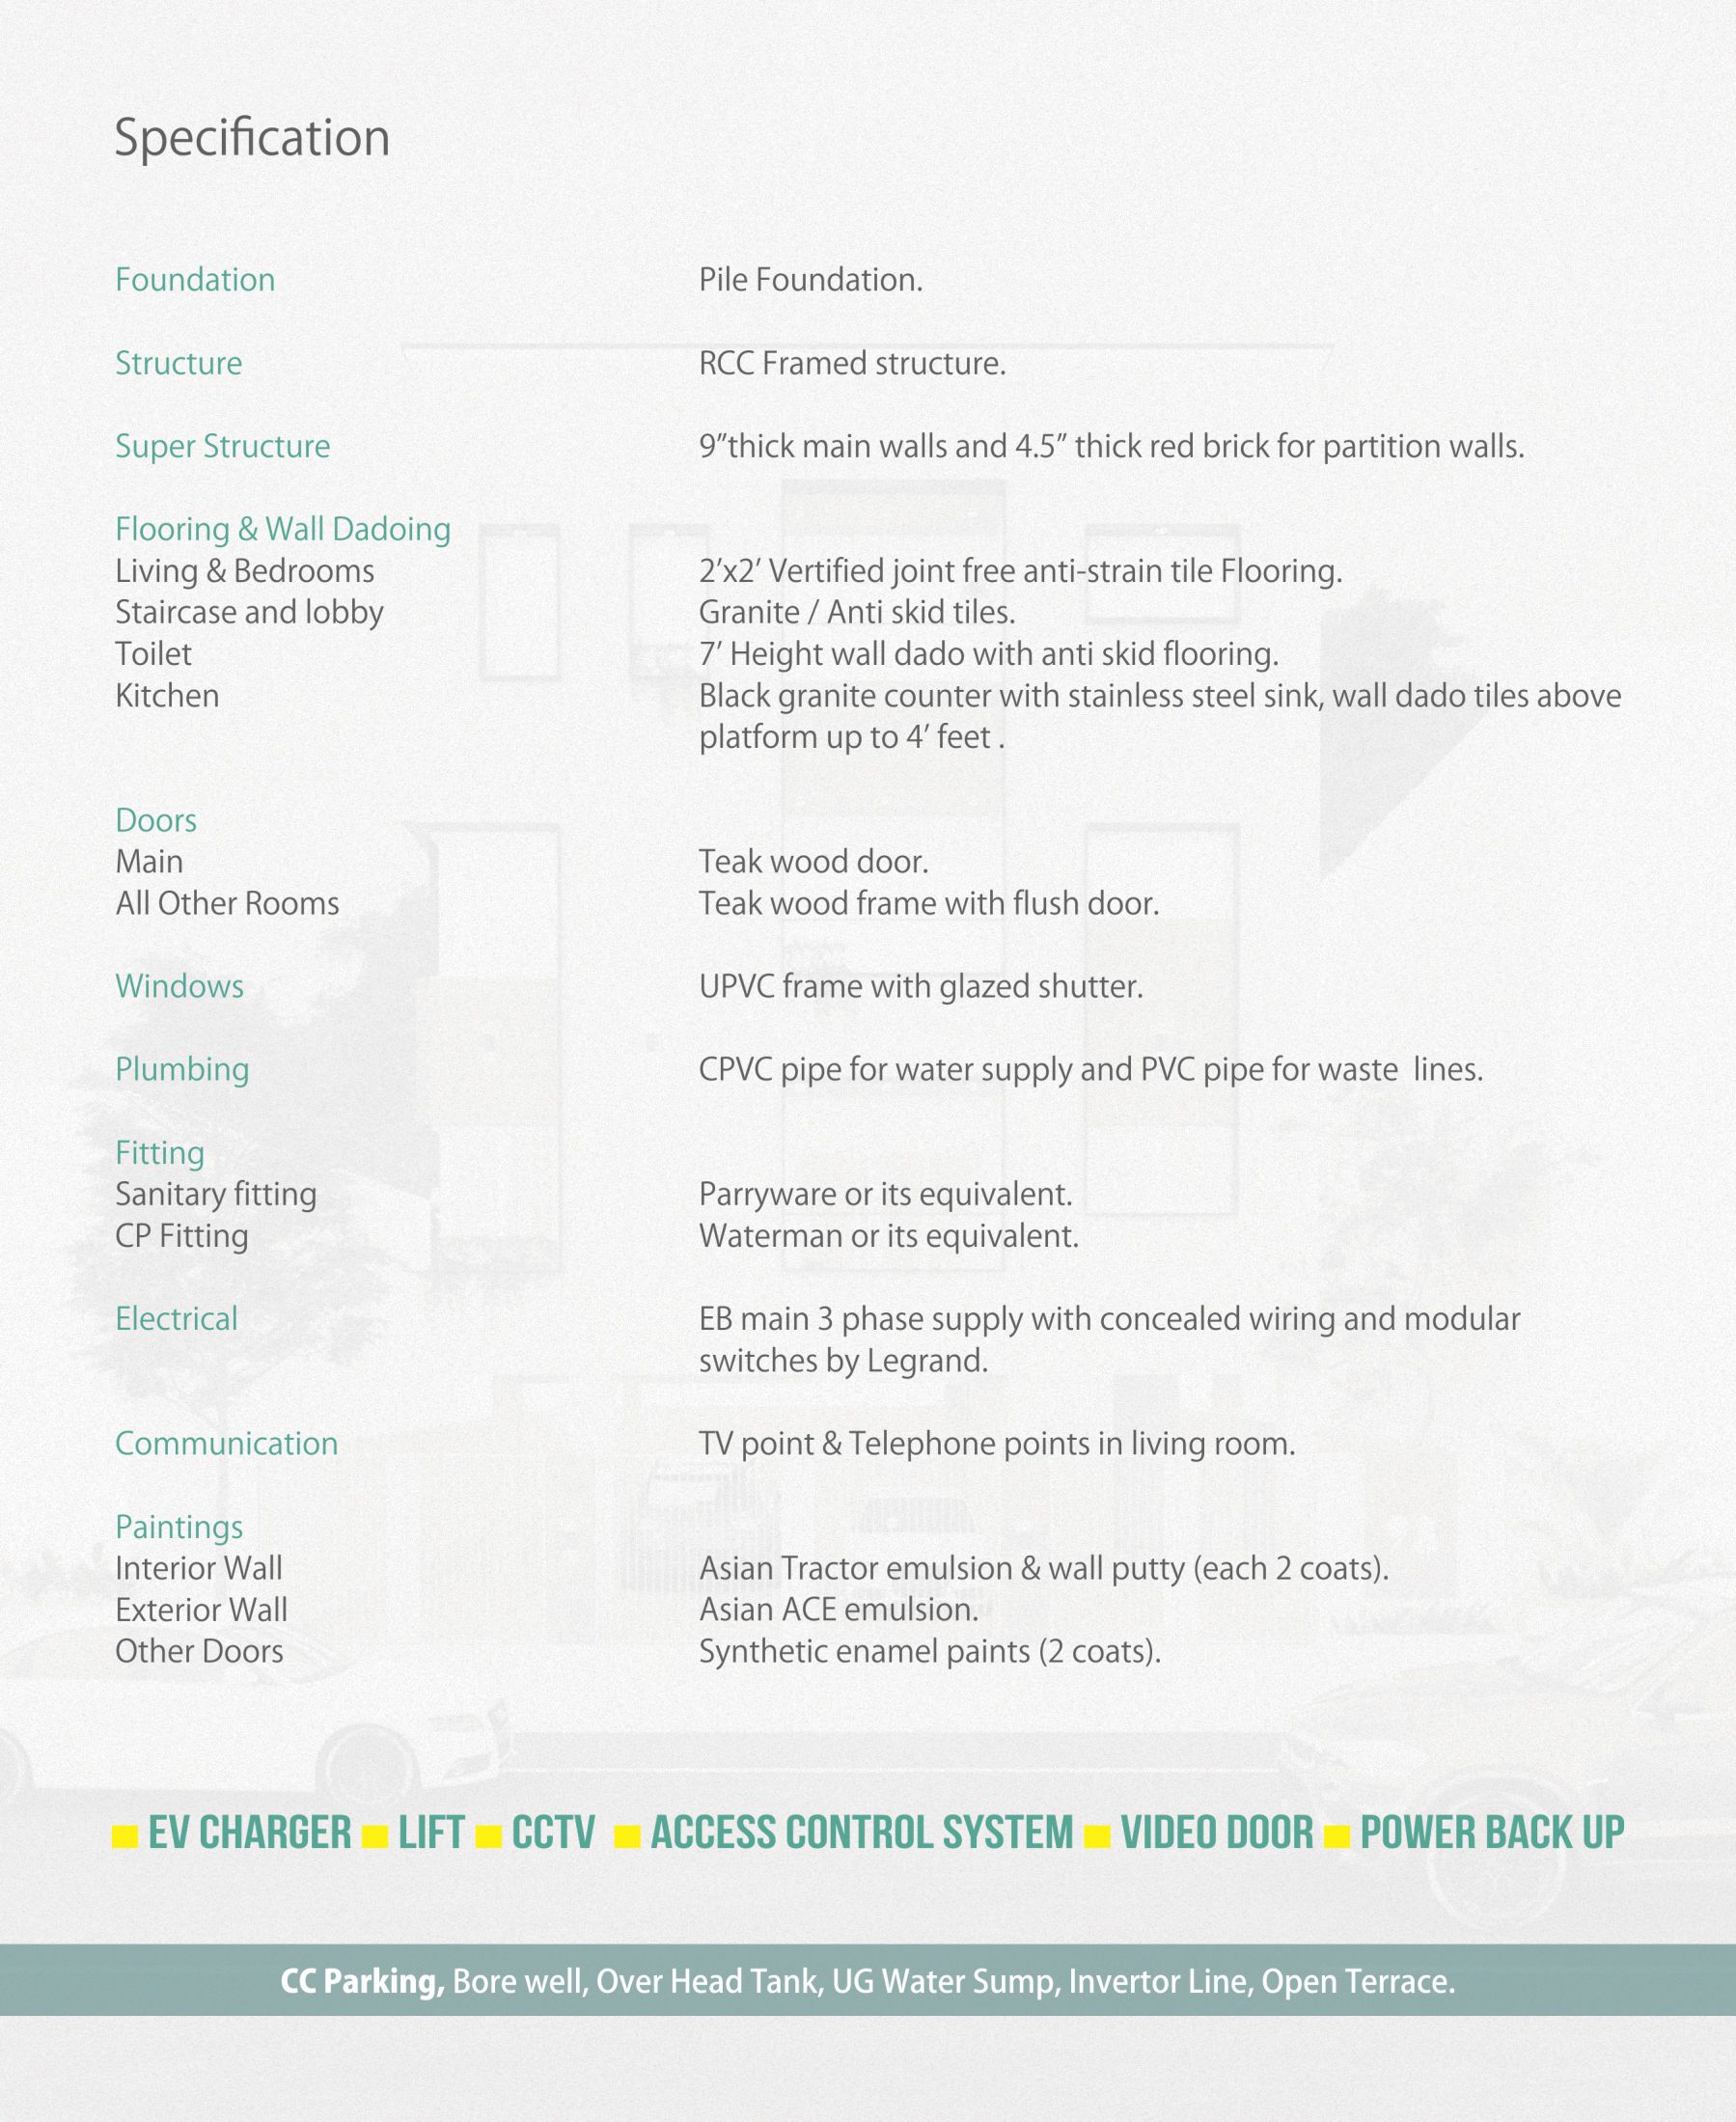 Specification
Foundation Pile Foundation.
Structure RCC Framed structure.
Super Structure 9”thick main walls and 4.5” thick red brick for partition walls.
Flooring & Wall Dadoing
Living & Bedrooms 2’x2’ Vertified joint free anti-strain tile Flooring.
Staircase and lobby Granite / Anti skid tiles.
Toilet 7’ Height wall dado with anti skid flooring.
Kitchen Black granite counter with stainless steel sink, wall dado tiles above
platform up to 4’ feet .
Doors
Main Teak wood door.
All Other Rooms Teak wood frame with flush door.
Windows UPVC frame with glazed shutter.
Plumbing CPVC pipe for water supply and PVC pipe for waste  lines.
Fitting
Sanitary fitting Parryware or its equivalent.
CP Fitting Waterman or its equivalent.
Electrical EB main 3 phase supply with concealed wiring and modular
switches by Legrand.
Communication TV point & Telephone points in living room.
Paintings
Interior Wall Asian Tractor emulsion & wall putty (each 2 coats).
Exterior Wall Asian ACE emulsion.
Other Doors Synthetic enamel paints (2 coats).
EV CHARGER LIFT CCTV ACCESS CONTROL SYSTEM VIDEO DOOR POWER BACK UP
CC Parking, Bore well, Over Head Tank, UG Water Sump, Invertor Line, Open Terrace.